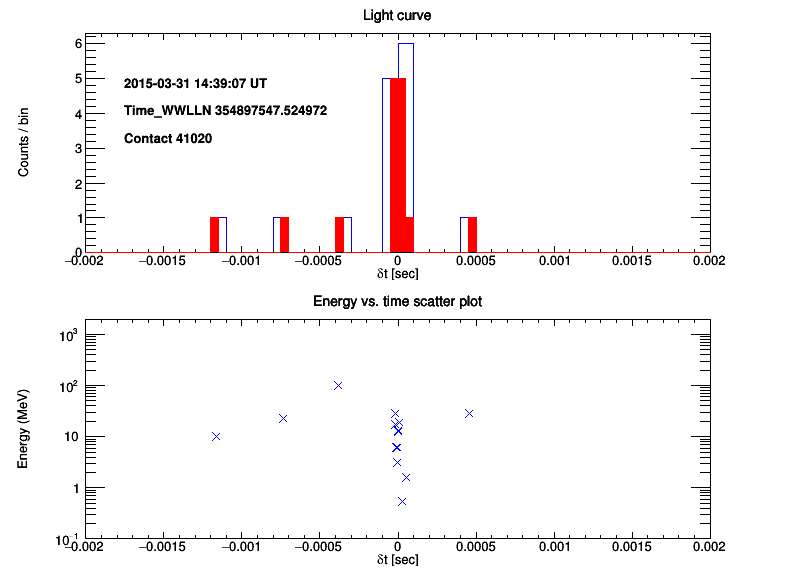 Light curve
Counts / bin
6
5
4
3
2
1
0
2015-03-31 14:39:07 UT
Time_WWLLN 354897547.524972
Contact 41020
−0.002 −0.0015 −0.001 −0.0005 0 0.0005 0.001 0.0015 0.002
δt [sec]
Energy vs. time scatter plot
Energy (MeV)
10³
10²
10
1
10⁻¹
−0.002 −0.0015 −0.001 −0.0005 0 0.0005 0.001 0.0015 0.002
δt [sec]